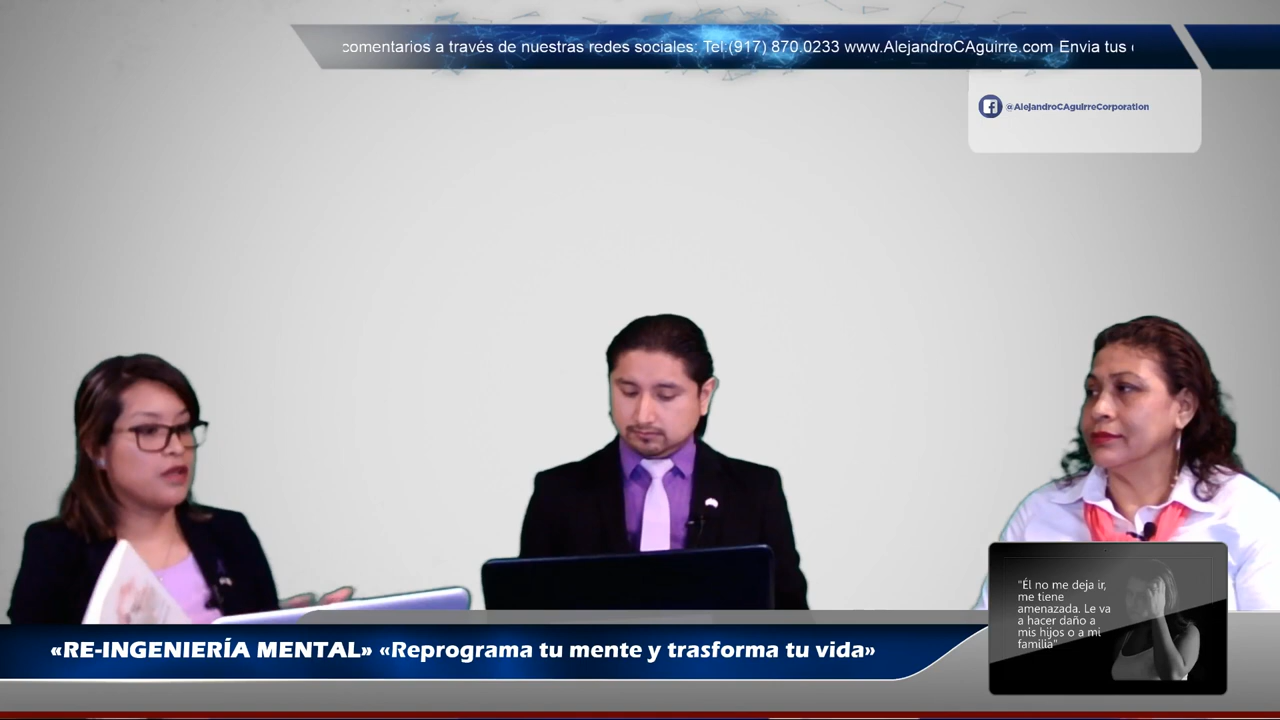 comentarios a través de nuestras redes sociales: Tel:(917) 870.0233 www.AlejandroCAguirre.com Envia tus
@AlejandroCAguirreCorporation
"Él no me deja ir,
me tiene
amenazada. Le va
a hacer daño a
mis hijos o a mi
familia"
«RE-INGENIERÍA MENTAL» «Reprograma tu mente y trasforma tu vida»